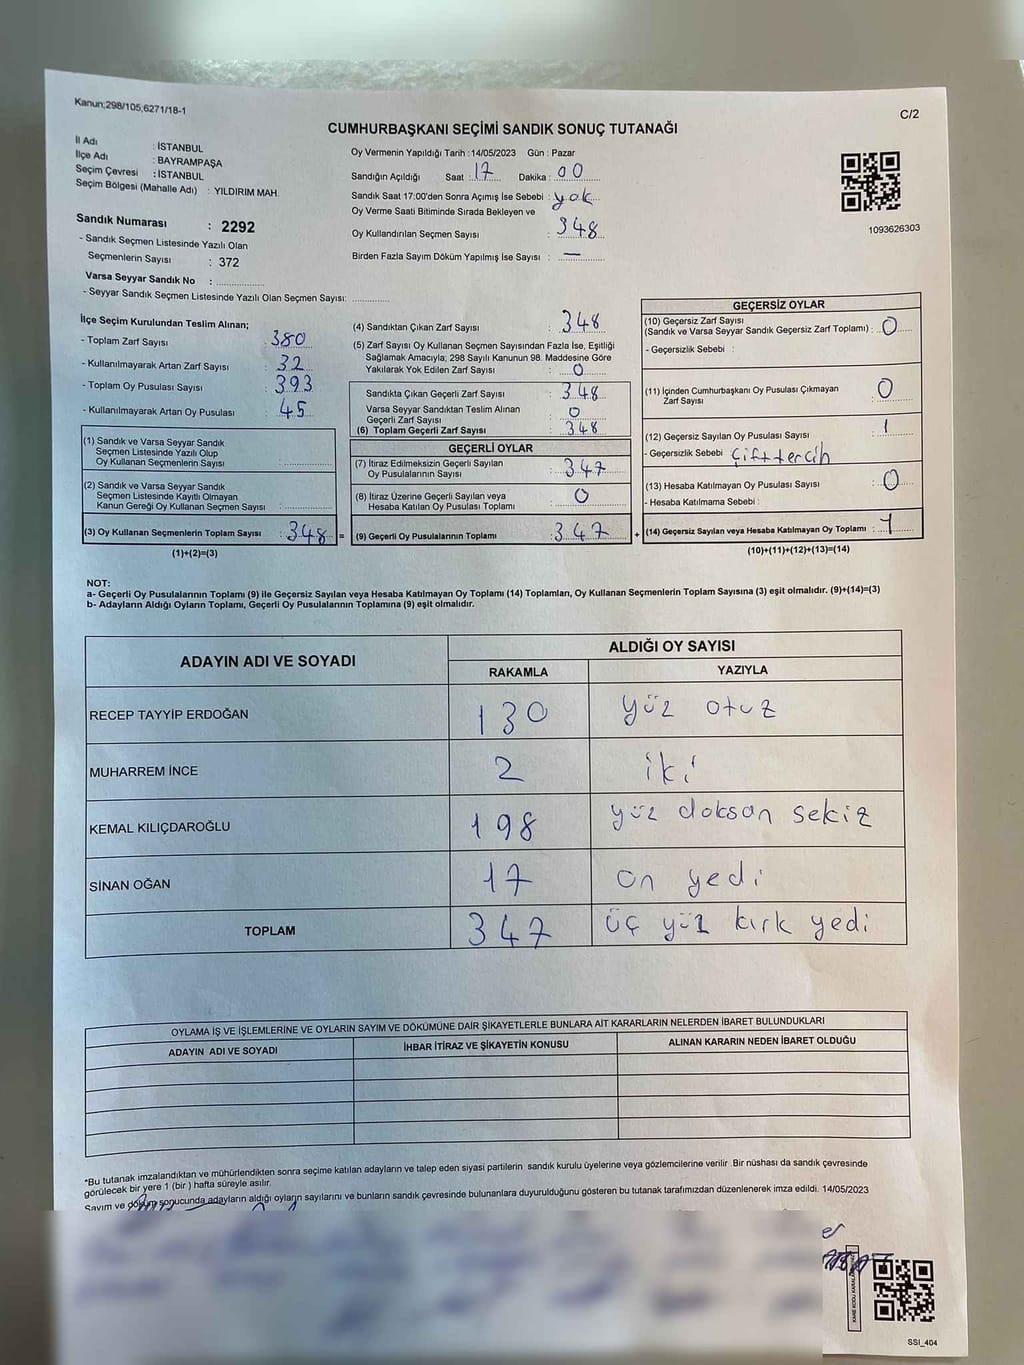 Kanun;298/105;6271/18-1
C/2
CUMHURBAŞKANI SEÇİMİ SANDIK SONUÇ TUTANAĞI
İl Adı : İSTANBUL
İlçe Adı : BAYRAMPAŞA
Seçim Çevresi : İSTANBUL
Seçim Bölgesi (Mahalle Adı) : YILDIRIM MAH.
Sandık Numarası : 2292
- Sandık Seçmen Listesinde Yazılı Olan
Seçmenlerin Sayısı : 372
Varsa Seyyar Sandık No :
- Seyyar Sandık Seçmen Listesinde Yazılı Olan Seçmen Sayısı:
Oy Vermenin Yapıldığı Tarih : 14/05/2023 Gün : Pazar
Sandığın Açıldığı Saat : 17 Dakika : 00
Sandık Saat 17:00'den Sonra Açımış İse Sebebi : yok
Oy Verme Saati Bitiminde Sırada Bekleyen ve
Oy Kullandırılan Seçmen Sayısı : 348
Birden Fazla Sayım Döküm Yapılmış İse Sayısı : —
1093626303
İlçe Seçim Kurulundan Teslim Alınan;
- Toplam Zarf Sayısı : 380
- Kullanılmayarak Artan Zarf Sayısı : 32
- Toplam Oy Pusulası Sayısı : 393
- Kullanılmayarak Artan Oy Pusulası : 45
(1) Sandık ve Varsa Seyyar Sandık
Seçmen Listesinde Yazılı Olup
Oy Kullanan Seçmenlerin Sayısı :
(2) Sandık ve Varsa Seyyar Sandık
Seçmen Listesinde Kayıtlı Olmayan
Kanun Gereği Oy Kullanan Seçmen Sayısı :
(3) Oy Kullanan Seçmenlerin Toplam Sayısı : 348 =
(1)+(2)=(3)
(4) Sandıktan Çıkan Zarf Sayısı : 348
(5) Zarf Sayısı Oy Kullanan Seçmen Sayısından Fazla İse, Eşitliği
Sağlamak Amacıyla; 298 Sayılı Kanunun 98. Maddesine Göre
Yakılarak Yok Edilen Zarf Sayısı : 0
Sandıkta Çıkan Geçerli Zarf Sayısı : 348
Varsa Seyyar Sandıktan Teslim Alınan
Geçerli Zarf Sayısı : 0
(6) Toplam Geçerli Zarf Sayısı : 348
GEÇERLİ OYLAR
(7) İtiraz Edilmeksizin Geçerli Sayılan
Oy Pusulasının Sayısı : 347
(8) İtiraz Üzerine Geçerli Sayılan veya
Hesaba Katılan Oy Pusulası Toplamı : 0
(9) Geçerli Oy Pusulalarının Toplamı : 347 +
GEÇERSİZ OYLAR
(10) Geçersiz Zarf Sayısı
(Sandık ve Varsa Seyyar Sandık Geçersiz Zarf Toplamı) : 0
- Geçersizlik Sebebi :
(11) İçinden Cumhurbaşkanı Oy Pusulası Çıkmayan
Zarf Sayısı : 0
(12) Geçersiz Sayılan Oy Pusulası Sayısı : 1
- Geçersizlik Sebebi Çift tercih
(13) Hesaba Katılmayan Oy Pusulası Sayısı : 0
- Hesaba Katılmama Sebebi :
(14) Geçersiz Sayılan veya Hesaba Katılmayan Oy Toplamı : 1
(10)+(11)+(12)+(13)=(14)
NOT:
a- Geçerli Oy Pusulalarının Toplamı (9) ile Geçersiz Sayılan veya Hesaba Katılmayan Oy Toplamı (14) Toplamları, Oy Kullanan Seçmenlerin Toplam Sayısına (3) eşit olmalıdır. (9)+(14)=(3)
b- Adayların Aldığı Oyların Toplamı, Geçerli Oy Pusulalarının Toplamına (9) eşit olmalıdır.
ADAYIN ADI VE SOYADI
ALDIĞI OY SAYISI
RAKAMLA YAZIYLA
RECEP TAYYİP ERDOĞAN 130 yüz otuz
MUHARREM İNCE 2 iki
KEMAL KILIÇDAROĞLU 198 yüz doksan sekiz
SİNAN OĞAN 17 on yedi
TOPLAM 347 üç yüz kırk yedi
OYLAMA İŞ VE İŞLEMLERİNE VE OYLARIN SAYIM VE DÖKÜMÜNE DAİR ŞİKAYETLERLE BUNLARA AİT KARARLARIN NELERDEN İBARET BULUNDUKLARI
ADAYIN ADI VE SOYADI İHBAR İTİRAZ VE ŞİKAYETİN KONUSU ALINAN KARARIN NEDEN İBARET OLDUĞU
*Bu tutanak imzalandıktan ve mühürlendikten sonra seçime katılan adayların ve talep eden siyasi partilerin sandık kurulu üyelerine veya gözlemcilerine verilir .Bir nüshası da sandık çevresinde
görülecek bir yere 1 (bir ) hafta süreyle asılır.
Sayım ve döküm sonucunda adayların aldığı oyların sayılarını ve bunların sandık çevresinde bulunanlara duyurulduğunu gösteren bu tutanak tarafımızdan düzenlenerek imza edildi. 14/05/2023
SSI_404